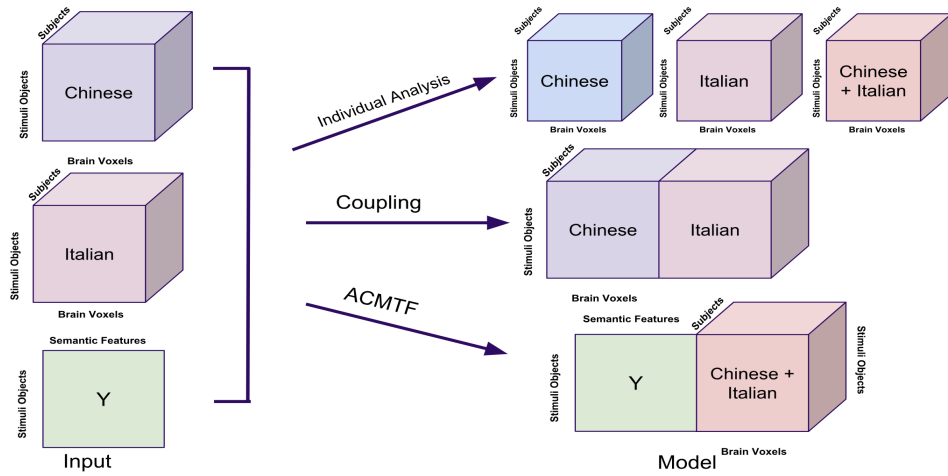 Subjects
Stimuli Objects
Chinese
Brain Voxels
Subjects
Stimuli Objects
Italian
Brain Voxels
Semantic Features
Stimuli Objects
Y
Input
Individual Analysis
Coupling
ACMTF
Subjects
Stimuli Objects
Chinese
Brain Voxels
Subjects
Stimuli Objects
Italian
Subjects
Stimuli Objects
Chinese
+ Italian
Brain Voxels
Subjects
Stimuli Objects
Chinese
Italian
Brain Voxels
Semantic Features
Subjects
Stimuli Objects
Y
Chinese +
Italian
Stimuli Objects
Brain Voxels
Model